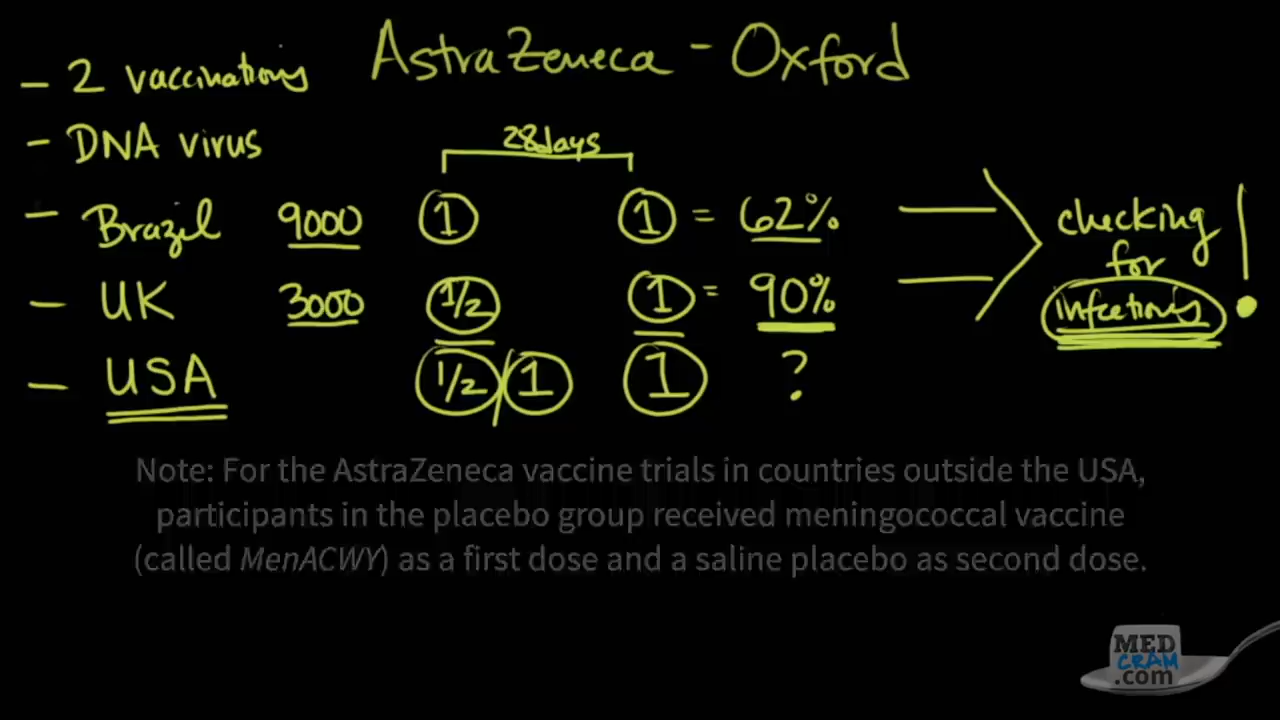 AstraZeneca - Oxford
- 2 vaccinations
- DNA virus
28days
- Brazil 9000 1 1 = 62%
- UK 3000 1/2 1 = 90%
- USA 1/2 / 1 1 ?
checking
for
infections !
Note: For the AstraZeneca vaccine trials in countries outside the USA,
participants in the placebo group received meningococcal vaccine
(called MenACWY) as a first dose and a saline placebo as second dose.
MED
CRAM
.com